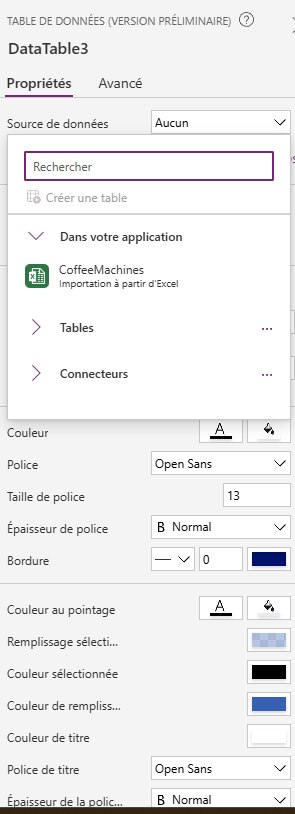 TABLE DE DONNÉES (VERSION PRÉLIMINAIRE) ?
DataTable3
Propriétés Avancé
Source de données Aucun
Rechercher
Créer une table
Dans votre application
CoffeeMachines
Importation à partir d'Excel
Tables ...
Connecteurs ...
Couleur A
Police Open Sans
Taille de police 13
Épaisseur de police B Normal
Bordure 0
Couleur au pointage A
Remplissage sélecti...
Couleur sélectionnée
Couleur de rempliss...
Couleur de titre
Police de titre Open Sans
Épaisseur de la polic... B Normal